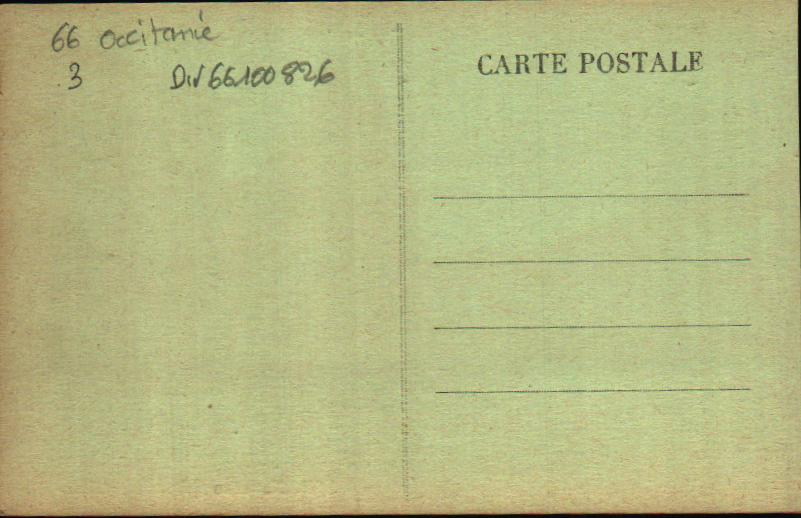 66 Occitanie
3 Div66100826
CARTE POSTALE